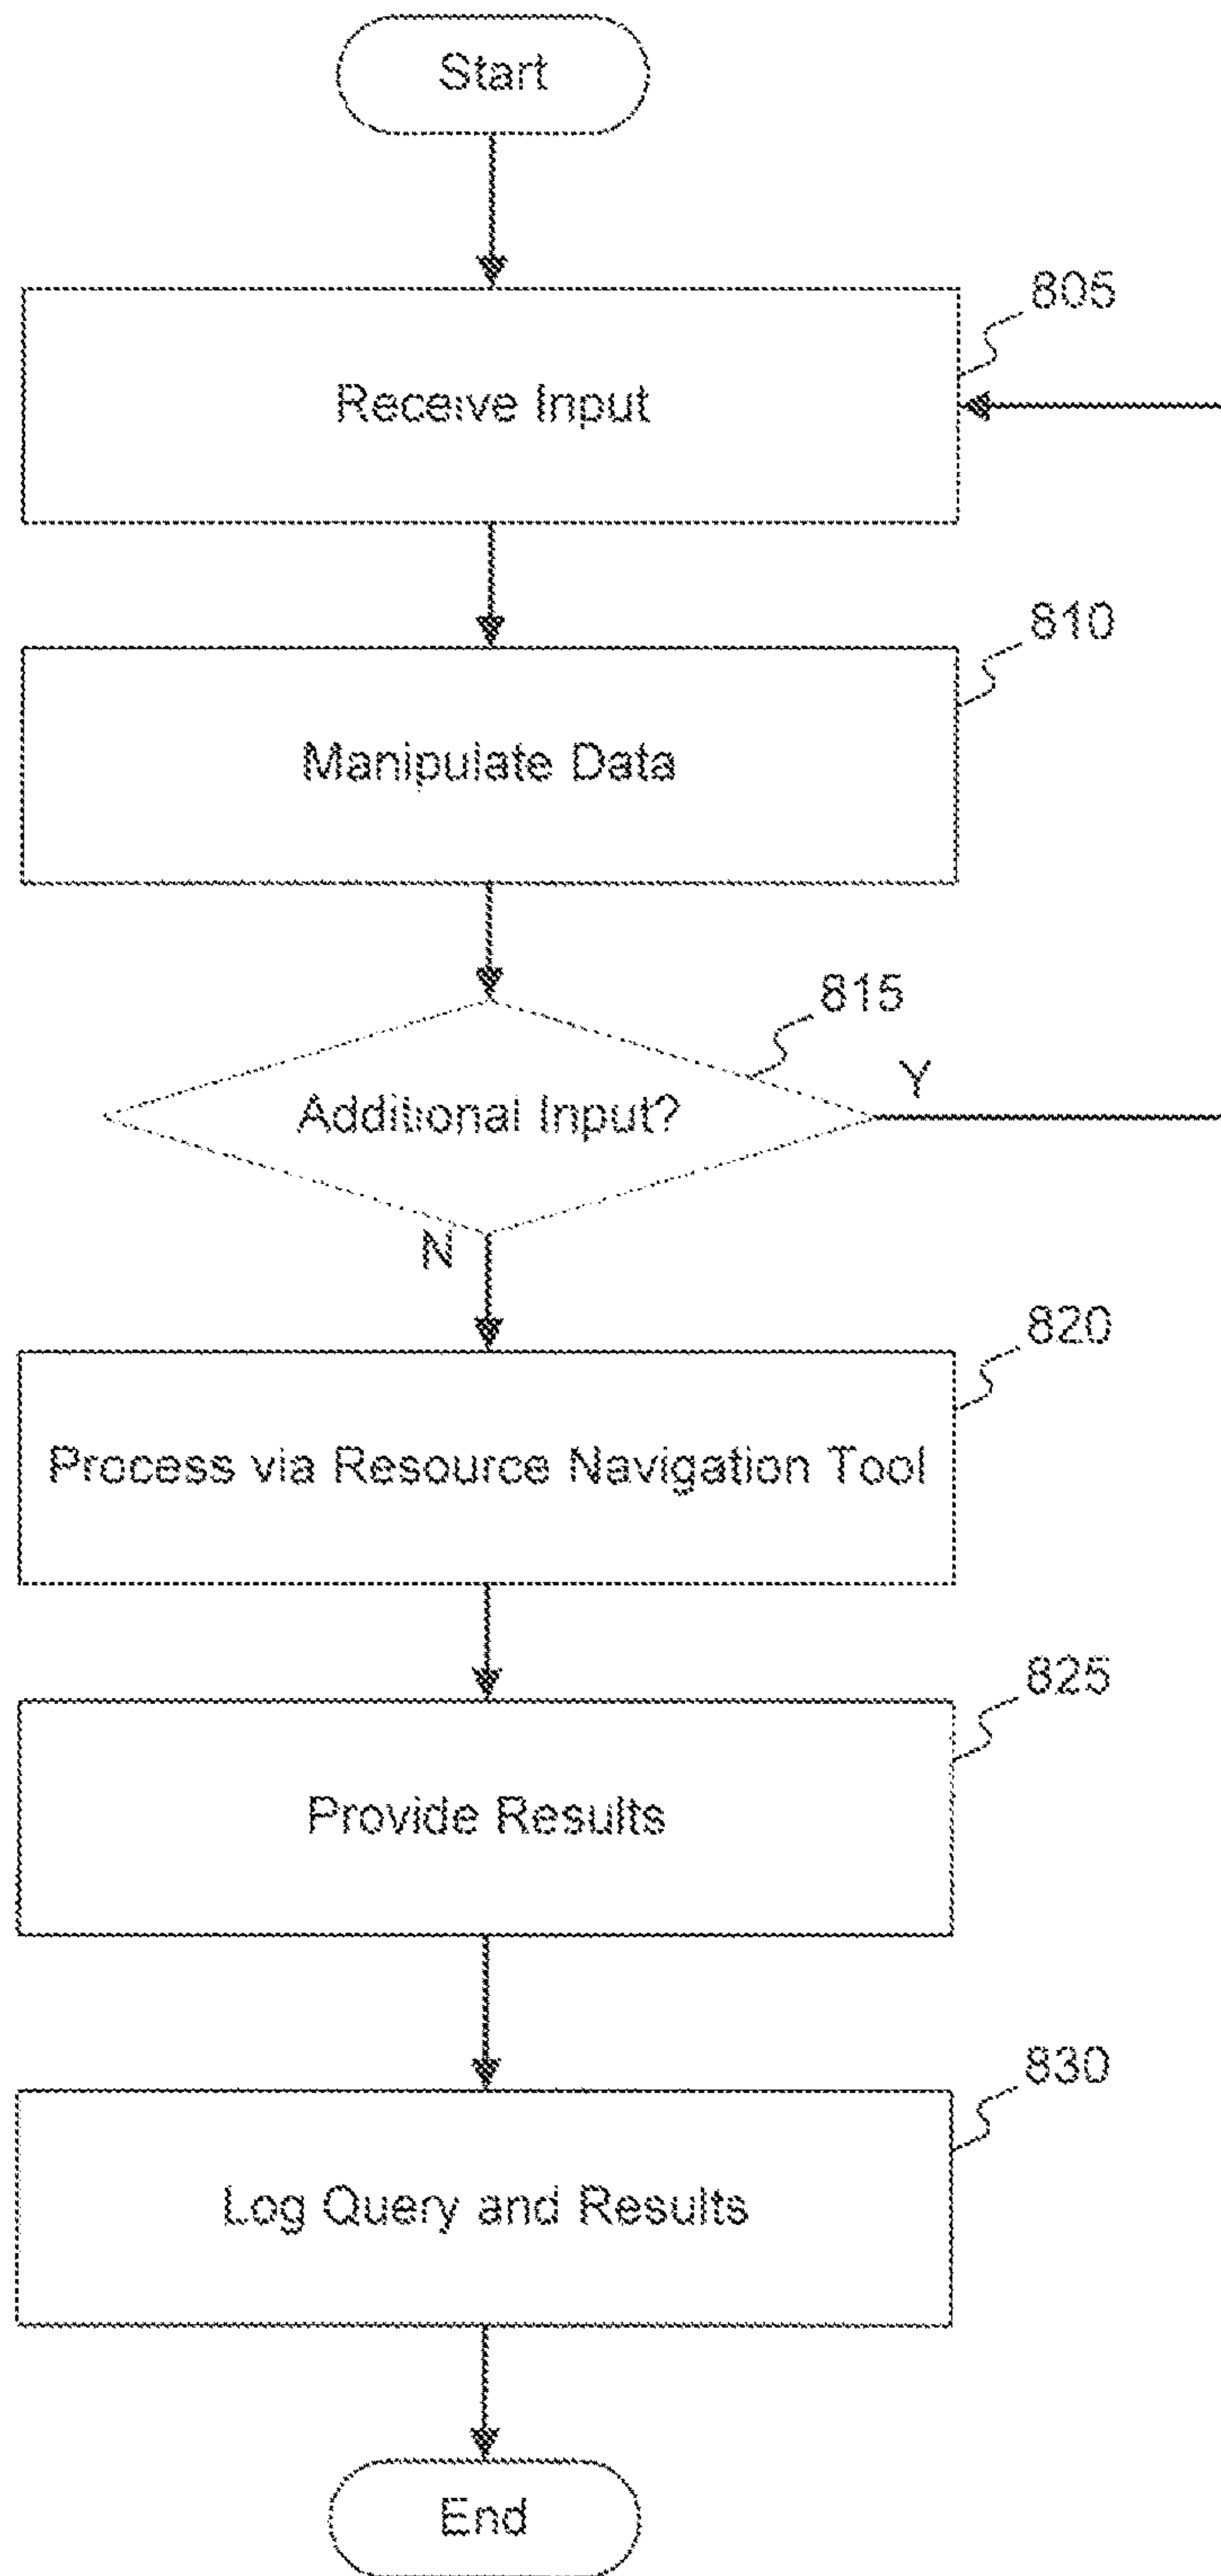 Start
805
Receive Input
810
Manipulate Data
815
Additional Input?
Y
N
820
Process via Resource Navigation Tool
825
Provide Results
830
Log Query and Results
End